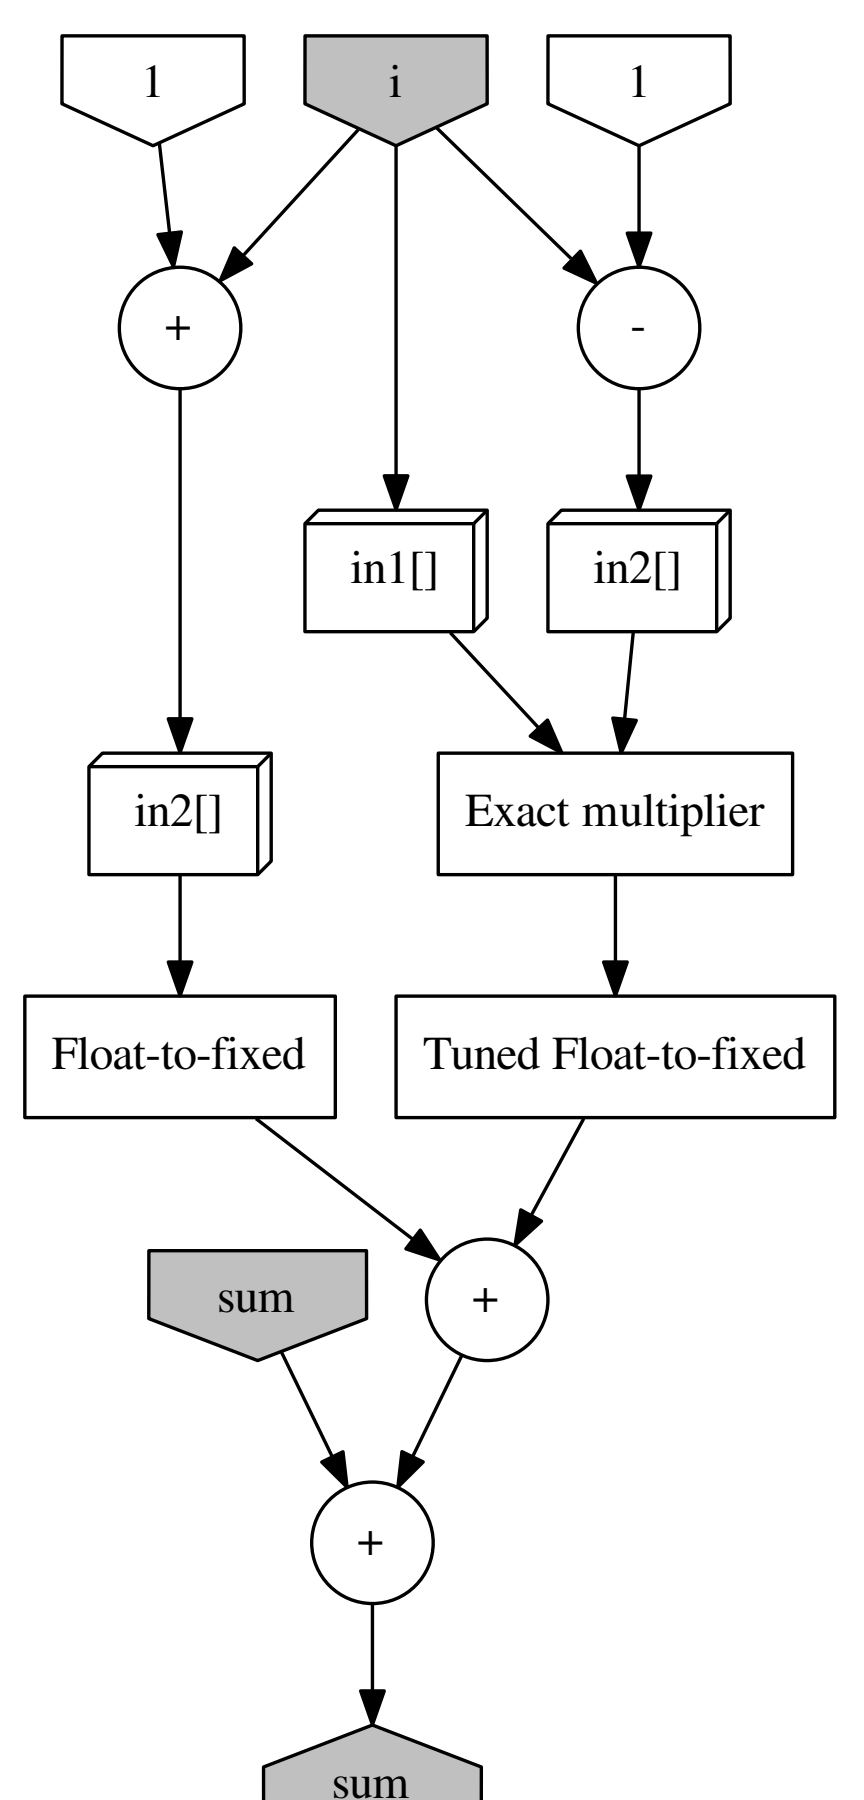 1
i
1
+
-
in1[]
in2[]
in2[]
Exact multiplier
Float-to-fixed
Tuned Float-to-fixed
sum
+
+
sum